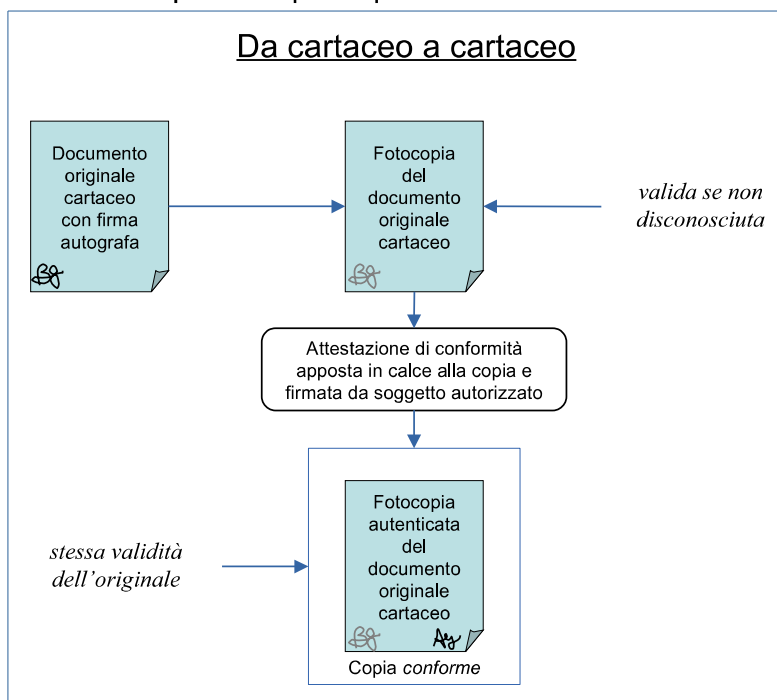 Da cartaceo a cartaceo
Documento
originale
cartaceo
con firma
autografa
Fotocopia
del
documento
originale
cartaceo
valida se non
disconosciuta
Attestazione di conformità
apposta in calce alla copia e
firmata da soggetto autorizzato
stessa validità
dell’originale
Fotocopia
autenticata
del
documento
originale
cartaceo
Copia conforme